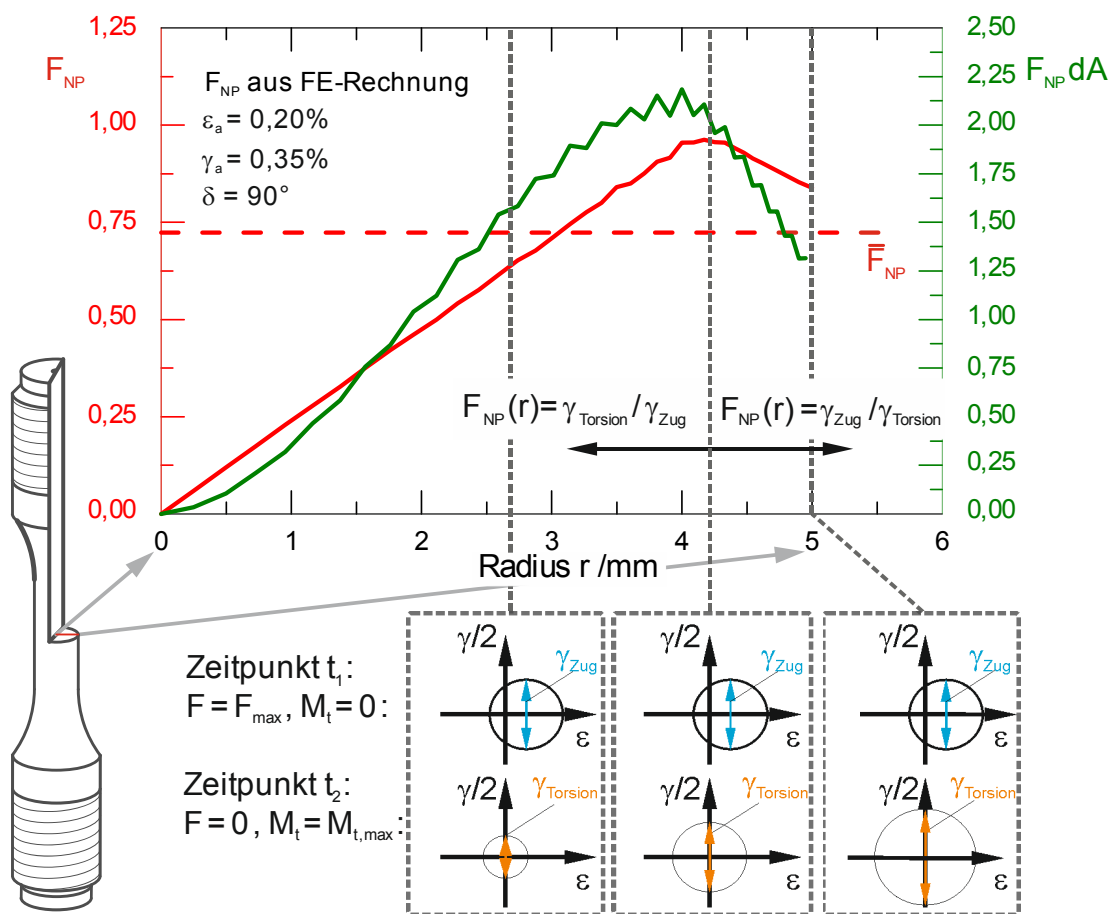 1,25
1,00
0,75
0,50
0,25
0,00
F_NP
F_NP aus FE-Rechnung
ε_a = 0,20%
γ_a = 0,35%
δ = 90°
2,50
2,25
2,00
1,75
1,50
1,25
1,00
0,75
0,50
0,25
0,00
F_NP dA
F̅_NP
F_NP(r) = γ_Torsion / γ_Zug
F_NP(r) = γ_Zug / γ_Torsion
0 1 2 3 4 5 6
Radius r /mm
Zeitpunkt t₁:
F = F_max, M_t = 0:
γ/2 γ_Zug ε
γ/2 γ_Zug ε
γ/2 γ_Zug ε
Zeitpunkt t₂:
F = 0, M_t = M_t,max:
γ/2 γ_Torsion ε
γ/2 γ_Torsion ε
γ/2 γ_Torsion ε